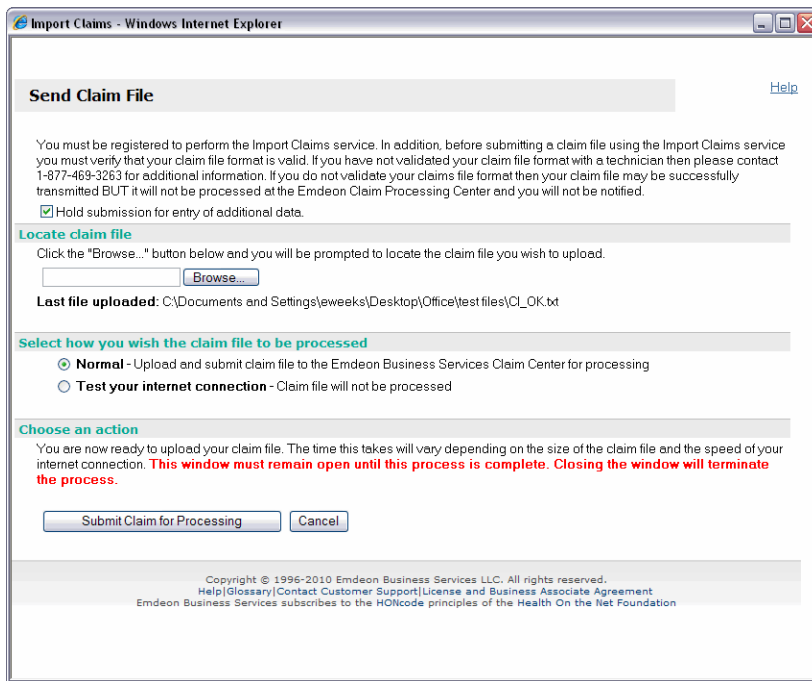 Import Claims - Windows Internet Explorer
Help
Send Claim File
You must be registered to perform the Import Claims service. In addition, before submitting a claim file using the Import Claims service
you must verify that your claim file format is valid. If you have not validated your claim file format with a technician then please contact
1-877-469-3263 for additional information. If you do not validate your claims file format then your claim file may be successfully
transmitted BUT it will not be processed at the Emdeon Claim Processing Center and you will not be notified.
Hold submission for entry of additional data.
Locate claim file
Click the "Browse..." button below and you will be prompted to locate the claim file you wish to upload.
Browse...
Last file uploaded: C:\Documents and Settings\eweeks\Desktop\Office\test files\CI_OK.txt
Select how you wish the claim file to be processed
Normal - Upload and submit claim file to the Emdeon Business Services Claim Center for processing
Test your internet connection - Claim file will not be processed
Choose an action
You are now ready to upload your claim file. The time this takes will vary depending on the size of the claim file and the speed of your
internet connection. This window must remain open until this process is complete. Closing the window will terminate
the process.
Submit Claim for Processing Cancel
Copyright © 1996-2010 Emdeon Business Services LLC. All rights reserved.
Help|Glossary|Contact Customer Support|License and Business Associate Agreement
Emdeon Business Services subscribes to the HONcode principles of the Health On the Net Foundation